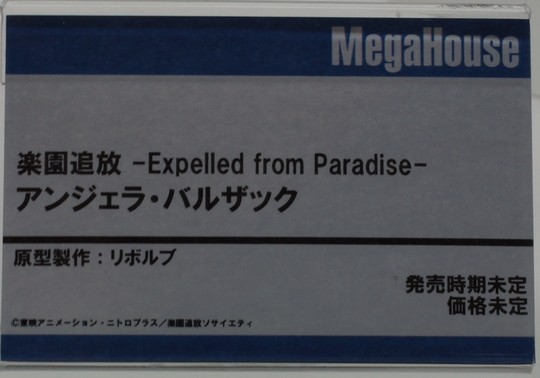 MegaHouse
楽園追放 -Expelled from Paradise-
アンジェラ・バルザック
原型製作：リボルブ
発売時期未定
価格未定
©東映アニメーション・ニトロプラス／楽園追放ソサイエティ